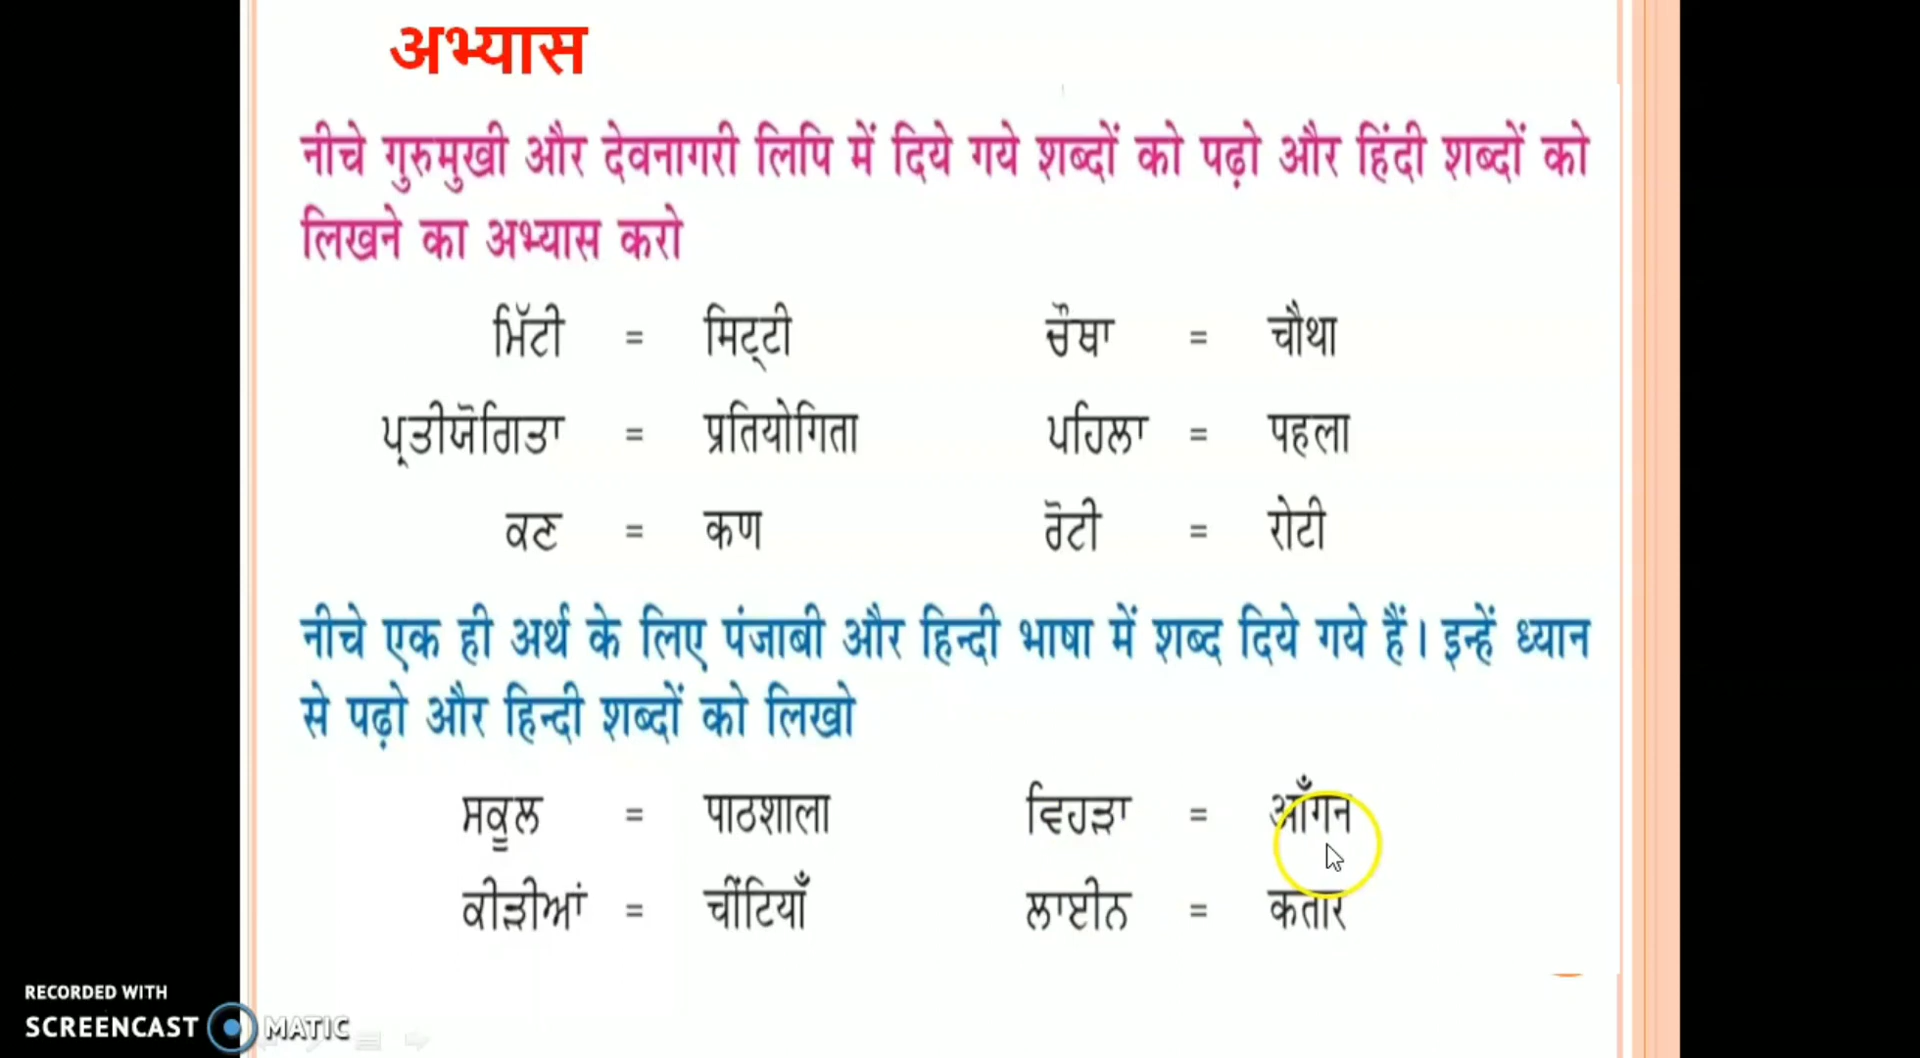 अभ्यास
नीचे गुरुमुखी और देवनागरी लिपि में दिये गये शब्दों को पढ़ो और हिंदी शब्दों को
लिखने का अभ्यास करो
ਮਿੱਟੀ = मिट्‌टी ਚੌਥਾ = चौथा
ਪ੍ਰਤੀਯੋਗਿਤਾ = प्रतियोगिता ਪਹਿਲਾ = पहला
ਕਣ = कण ਰੋਟੀ = रोटी
नीचे एक ही अर्थ के लिए पंजाबी और हिन्दी भाषा में शब्द दिये गये हैं। इन्हें ध्यान
से पढ़ो और हिन्दी शब्दों को लिखो
ਸਕੂਲ = पाठशाला ਵਿਹੜਾ = आँगन
ਕੀੜੀਆਂ = चींटियाँ ਲਾਈਨ = कतार
RECORDED WITH
SCREENCAST MATIC